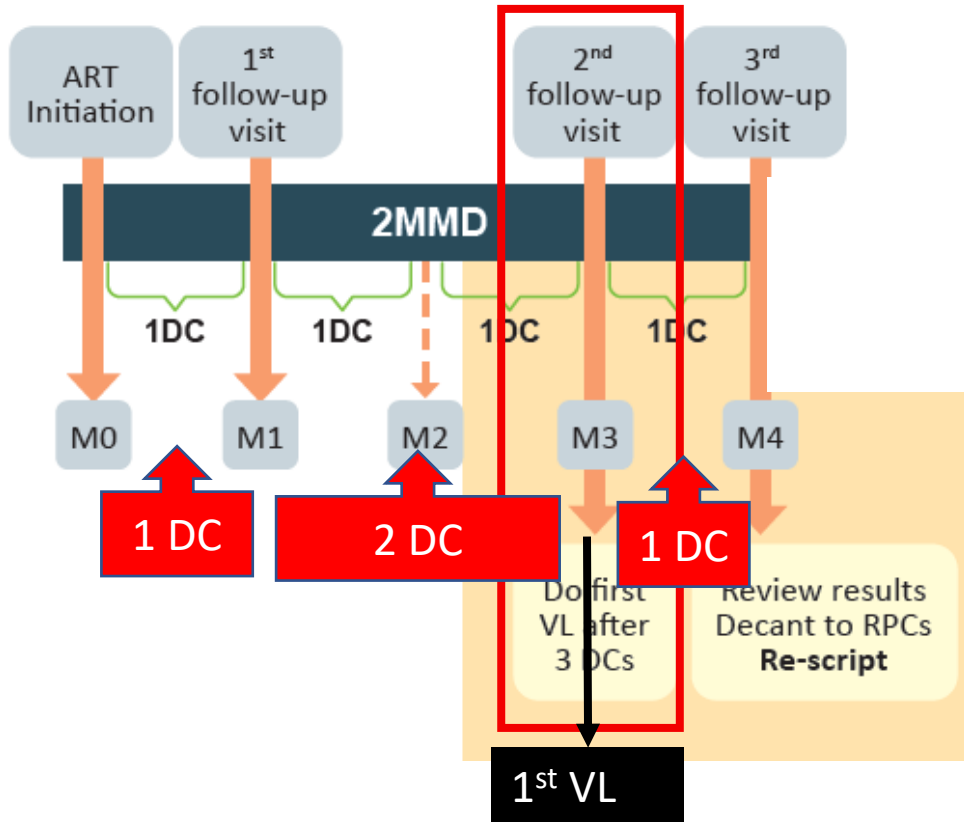 ART
Initiation
1st
follow-up
visit
2nd
follow-up
visit
3rd
follow-up
visit
2MMD
1DC
1DC
1DC
1DC
M0
M1
M2
M3
M4
1 DC
2 DC
1 DC
Do first
VL after
3 DCs
Review results
Decant to RPCs
Re-script
1st VL